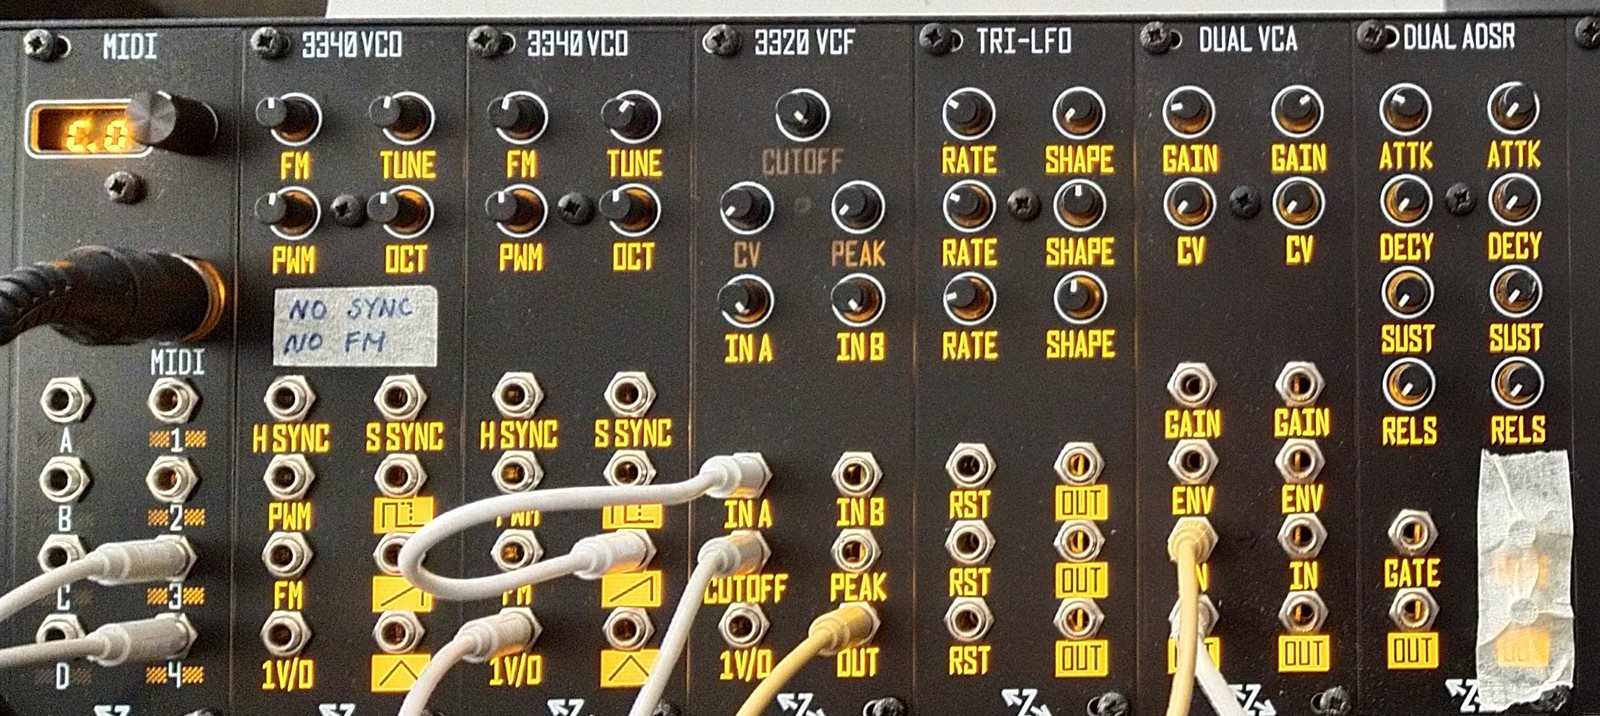 MIDI
3340 VCO
3340 VCO
3320 VCF
TRI-LFO
DUAL VCA
DUAL ADSR
FM TUNE
PWM OCT
NO SYNC
NO FM
H SYNC S SYNC
PWM
FM
1V/O
FM TUNE
PWM OCT
H SYNC S SYNC
PWM
FM
1V/O
CUTOFF
CV PEAK
IN A IN B
IN A IN B
CUTOFF PEAK
1V/O OUT
RATE SHAPE
RATE SHAPE
RATE SHAPE
RST OUT
RST OUT
RST OUT
GAIN GAIN
CV CV
GAIN GAIN
ENV ENV
IN
OUT
ATTK ATTK
DECY DECY
SUST SUST
RELS RELS
GATE
OUT
MIDI
A 1
B 2
C 3
D 4